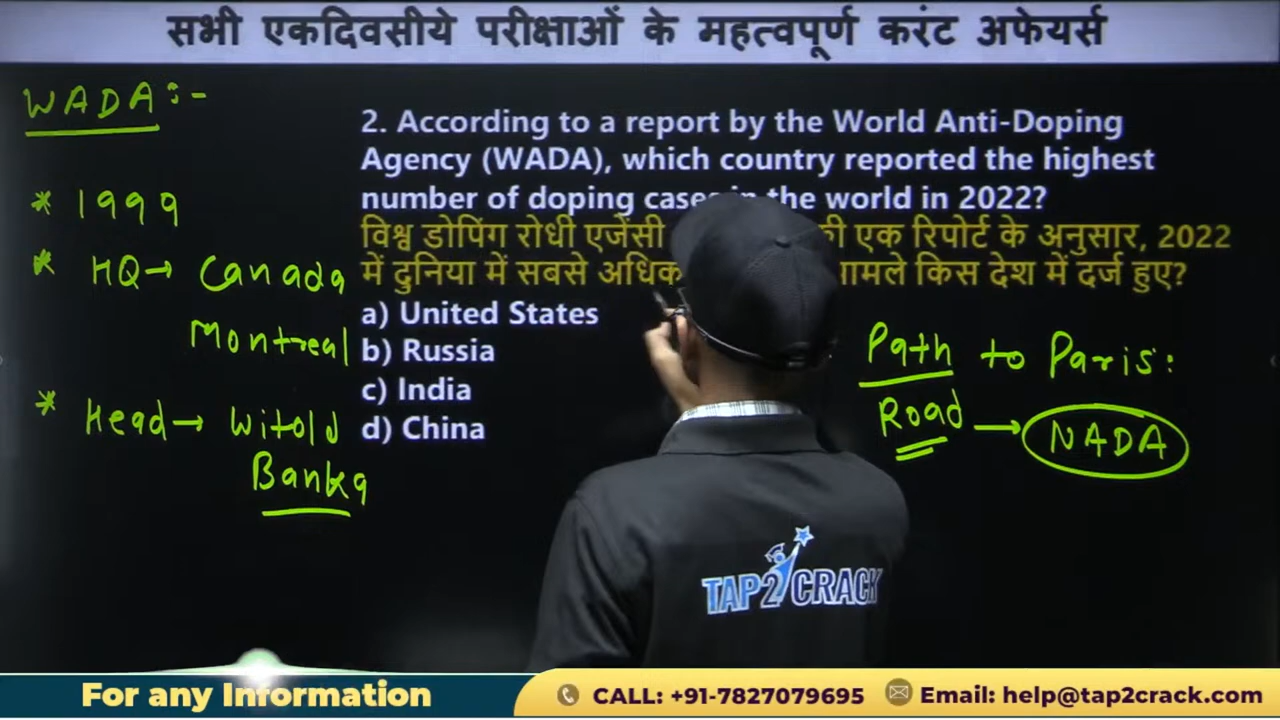 सभी एकदिवसीये परीक्षाओं के महत्वपूर्ण करंट अफेयर्स
WADA:-
* 1999
* HQ → Canada
Montreal
* Head → Witold
Banka
2. According to a report by the World Anti-Doping
Agency (WADA), which country reported the highest
number of doping cases in the world in 2022?
विश्व डोपिंग रोधी एजेंसी की एक रिपोर्ट के अनुसार, 2022
में दुनिया में सबसे अधिक मामले किस देश में दर्ज हुए?
a) United States
b) Russia
c) India
d) China
Path to Paris:
Road → NADA
TAP2CRACK
For any Information
CALL: +91-7827079695
Email: help@tap2crack.com